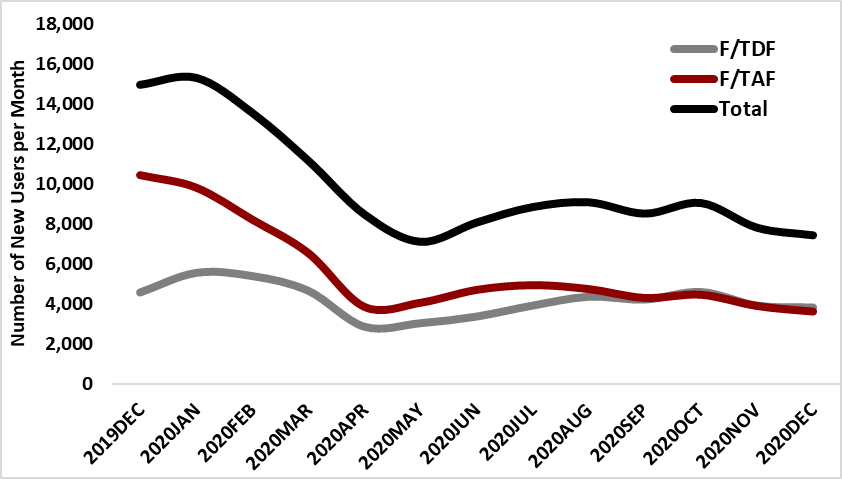 18,000
16,000
14,000
12,000
10,000
8,000
6,000
4,000
2,000
0
Number of New Users per Month
F/TDF
F/TAF
Total
2019DEC
2020JAN
2020FEB
2020MAR
2020APR
2020MAY
2020JUN
2020JUL
2020AUG
2020SEP
2020OCT
2020NOV
2020DEC